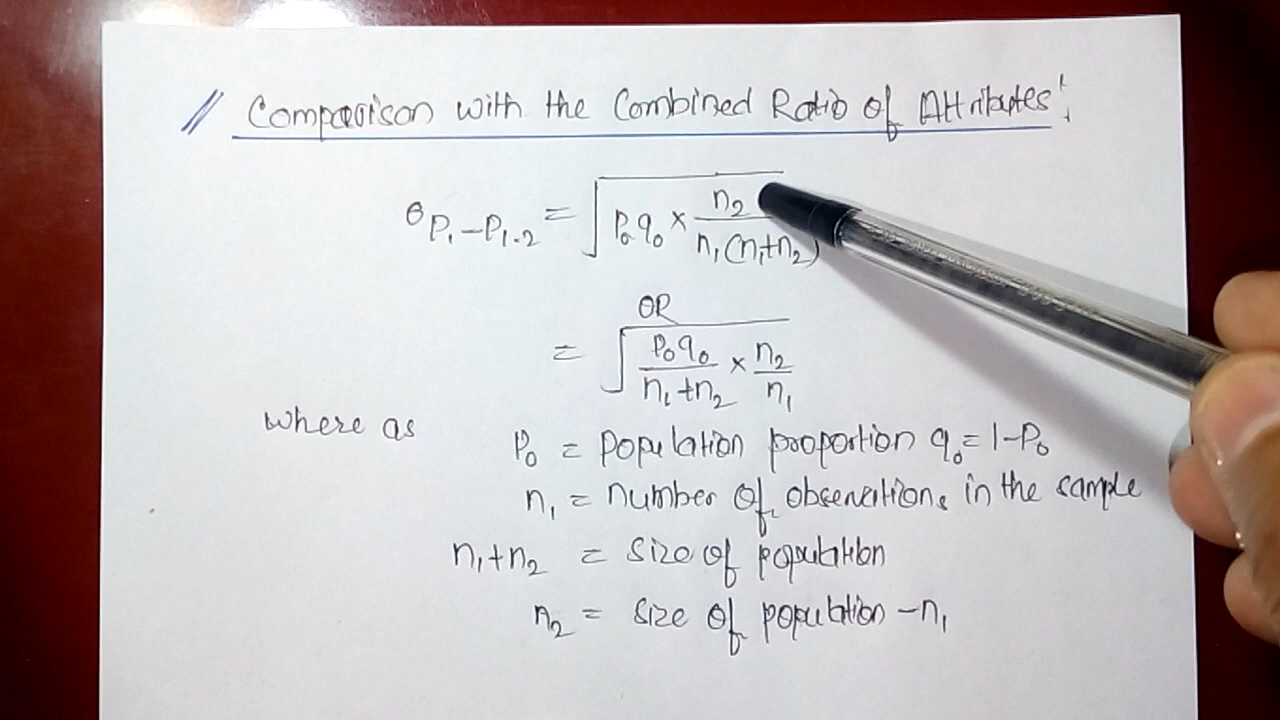 // Comparison with the Combined Ratio of Attributes!
σ P₁-P₁.₂ = √(P₀q₀ × n₂/(n₁(n₁+n₂)))
OR
= √((P₀q₀)/(n₁+n₂) × n₂/n₁)
where as
P₀ = Population proportion q₀ = 1-P₀
n₁ = number of observations in the sample
n₁+n₂ = Size of population
n₂ = Size of population - n₁